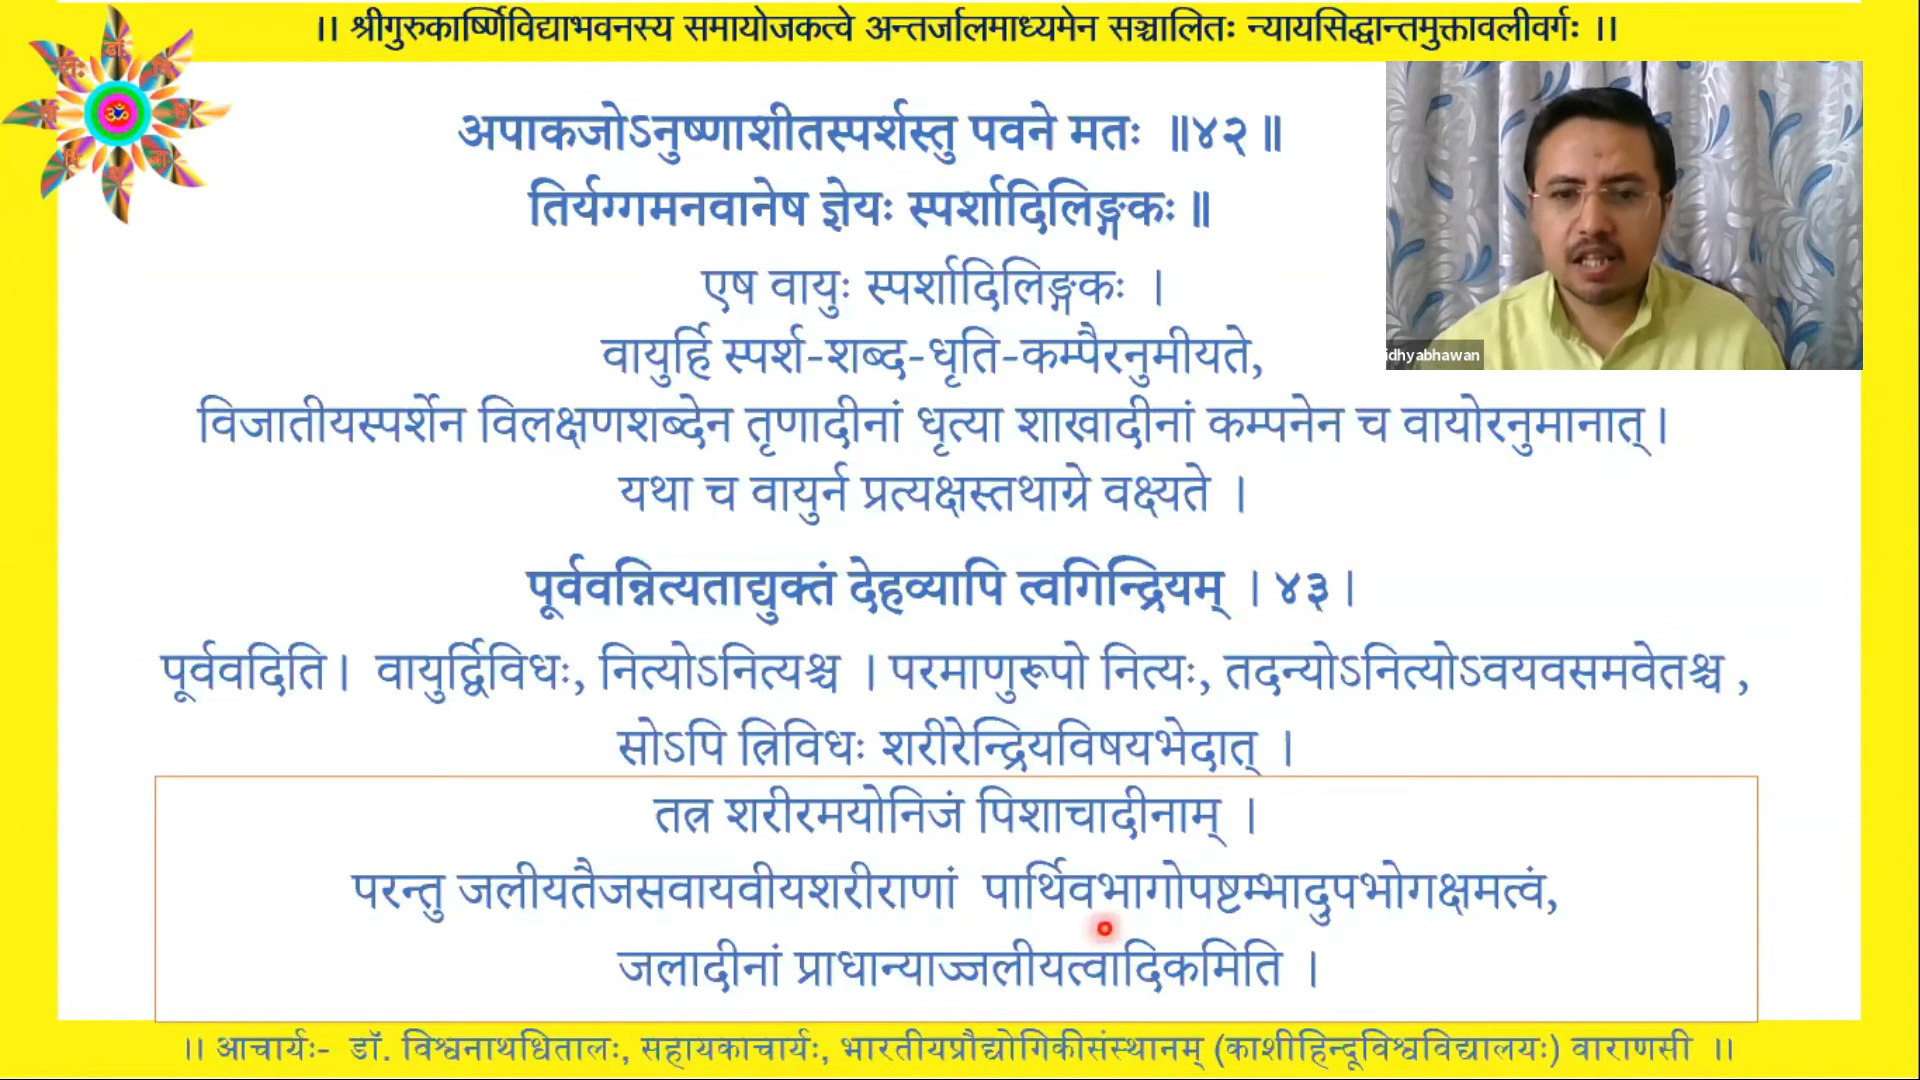 ।। श्रीगुरुकार्ष्णिविद्याभवनस्य समायोजकत्वे अन्तर्जालमाध्यमेन सञ्चालितः न्यायसिद्धान्तमुक्तावलीवर्गः ।।
ॐ
अपाकजोऽनुष्णाशीतस्पर्शस्तु पवने मतः ॥४२॥
तिर्यग्गमनवानेष ज्ञेयः स्पर्शादिलिङ्गकः॥
एष वायुः स्पर्शादिलिङ्गकः ।
वायुर्हि स्पर्श-शब्द-धृति-कम्पैरनुमीयते,
idhyabhawan
विजातीयस्पर्शेन विलक्षणशब्देन तृणादीनां धृत्या शाखादीनां कम्पनेन च वायोरनुमानात्।
यथा च वायुर्न प्रत्यक्षस्तथाग्रे वक्ष्यते ।
पूर्ववन्नित्यताद्युक्तं देहव्यापि त्वगिन्द्रियम् ।४३।
पूर्ववदिति। वायुर्द्विविधः, नित्योऽनित्यश्च । परमाणुरूपो नित्यः, तदन्योऽनित्योऽवयवसमवेतश्च ,
सोऽपि त्रिविधः शरीरेन्द्रियविषयभेदात् ।
तत्र शरीरमयोनिजं पिशाचादीनाम् ।
परन्तु जलीयतैजसवायवीयशरीराणां पार्थिवभागोपष्टम्भादुपभोगक्षमत्वं,
जलादीनां प्राधान्याज्जलीयत्वादिकमिति ।
।। आचार्यः- डॉ. विश्वनाथधितालः, सहायकाचार्यः, भारतीयप्रौद्योगिकीसंस्थानम् (काशीहिन्दूविश्वविद्यालयः) वाराणसी ।।